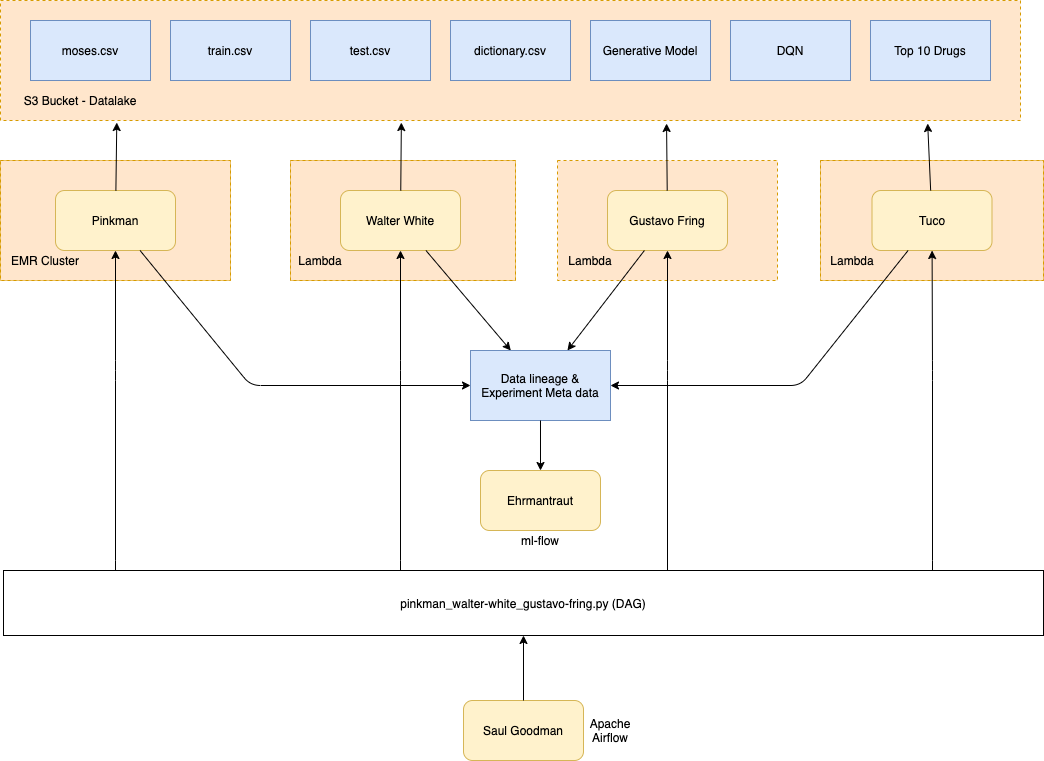 moses.csv
train.csv
test.csv
dictionary.csv
Generative Model
DQN
Top 10 Drugs
S3 Bucket - Datalake
Pinkman
EMR Cluster
Walter White
Lambda
Gustavo Fring
Lambda
Tuco
Lambda
Data lineage &
Experiment Meta data
Ehrmantraut
ml-flow
pinkman_walter-white_gustavo-fring.py (DAG)
Saul Goodman
Apache
Airflow